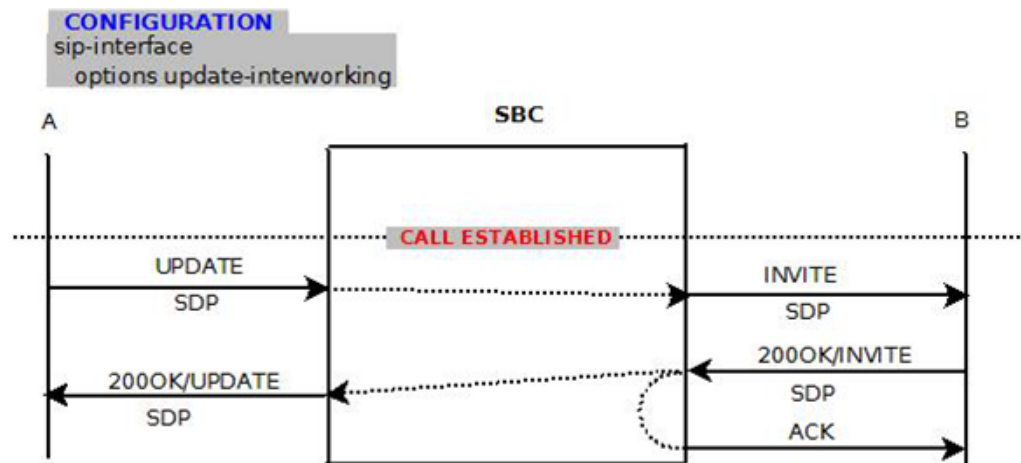 CONFIGURATION
sip-interface
options update-interworking
A
SBC
B
CALL ESTABLISHED
UPDATE
SDP
INVITE
SDP
200OK/INVITE
SDP
200OK/UPDATE
SDP
ACK